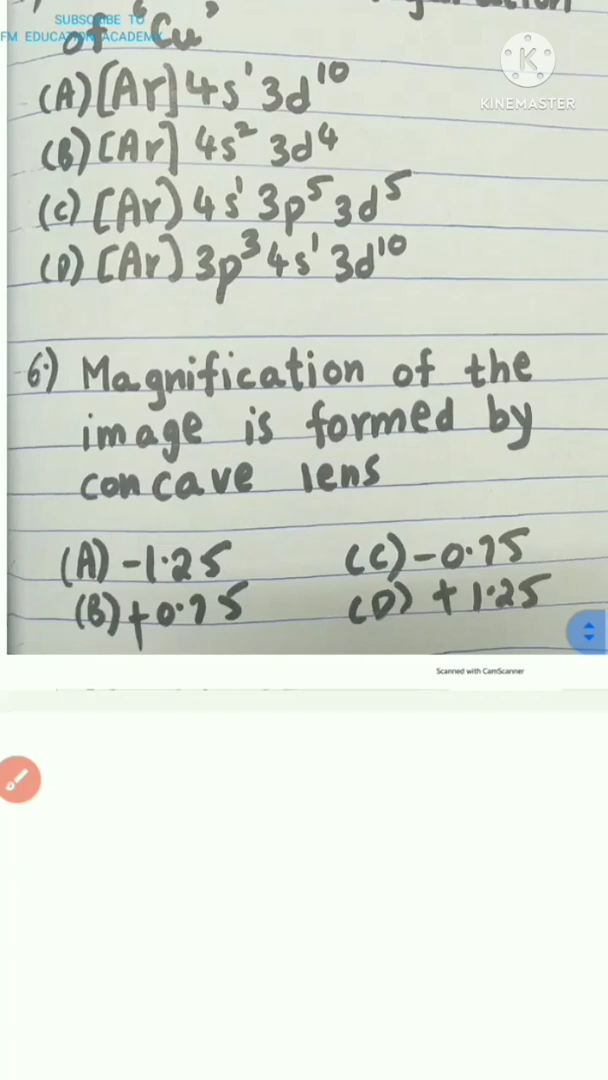 SUBSCRIBE TO
FM EDUCATION ACADEMY
of 'Cu'
(A) [Ar] 4s¹ 3d¹⁰
KINEMASTER
(B) [Ar] 4s² 3d⁴
(C) [Ar) 4s¹ 3p⁵ 3d⁵
(D) [Ar) 3p³ 4s¹ 3d¹⁰
6.) Magnification of the
image is formed by
concave lens
(A) -1.25 (C) -0.75
(B) +0.75 (D) +1.25
Scanned with CamScanner